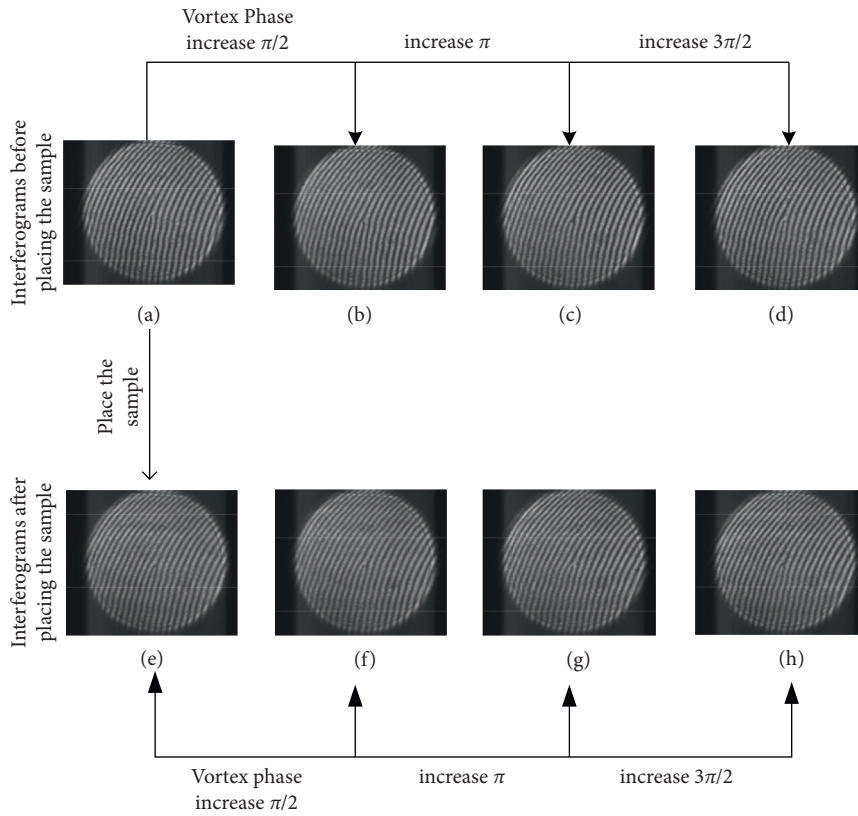 Vortex Phase
increase π/2
increase π
increase 3π/2
Interferograms before
placing the sample
(a)
(b)
(c)
(d)
Place the
sample
Interferograms after
placing the sample
(e)
(f)
(g)
(h)
Vortex phase
increase π/2
increase π
increase 3π/2